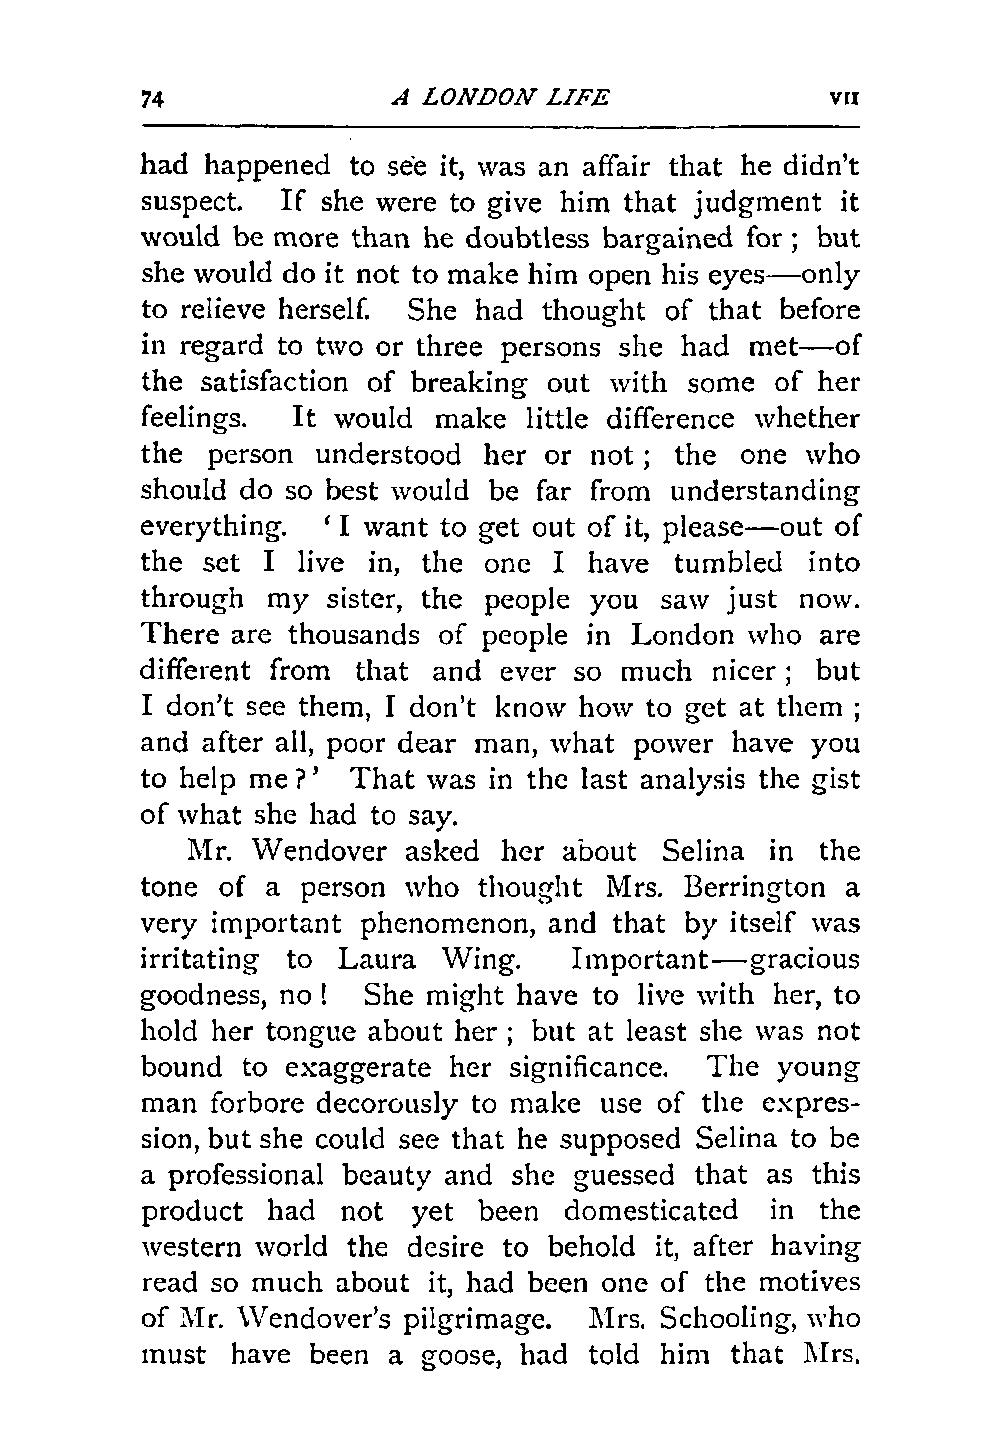 74 A LONDON LIFE VII
had happened to see it, was an affair that he didn't
suspect. If she were to give him that judgment it
would be more than he doubtless bargained for ; but
she would do it not to make him open his eyes—only
to relieve herself. She had thought of that before
in regard to two or three persons she had met—of
the satisfaction of breaking out with some of her
feelings. It would make little difference whether
the person understood her or not ; the one who
should do so best would be far from understanding
everything. ‘ I want to get out of it, please—out of
the set I live in, the one I have tumbled into
through my sister, the people you saw just now.
There are thousands of people in London who are
different from that and ever so much nicer ; but
I don't see them, I don't know how to get at them ;
and after all, poor dear man, what power have you
to help me ? ’ That was in the last analysis the gist
of what she had to say.
Mr. Wendover asked her about Selina in the
tone of a person who thought Mrs. Berrington a
very important phenomenon, and that by itself was
irritating to Laura Wing. Important—gracious
goodness, no ! She might have to live with her, to
hold her tongue about her ; but at least she was not
bound to exaggerate her significance. The young
man forbore decorously to make use of the expres-
sion, but she could see that he supposed Selina to be
a professional beauty and she guessed that as this
product had not yet been domesticated in the
western world the desire to behold it, after having
read so much about it, had been one of the motives
of Mr. Wendover's pilgrimage. Mrs. Schooling, who
must have been a goose, had told him that Mrs.